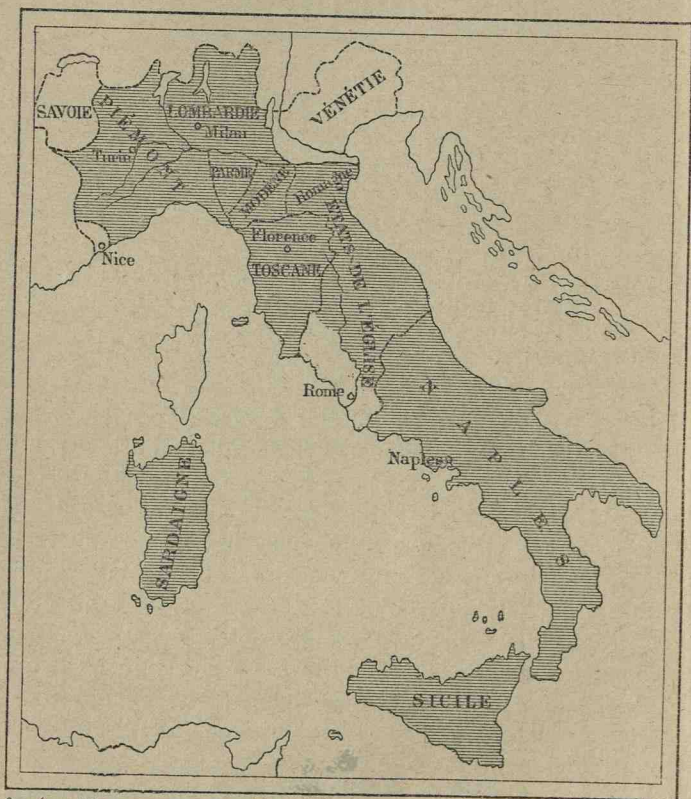 SAVOIE
PIÉMONT
LOMBARDIE
Milan
VÉNÉTIE
Turin
PARME
MODÈNE
Romagne
Nice
Florence
TOSCANE
ÉTATS DE L'ÉGLISE
Rome
NAPLES
Naples
SARDAIGNE
SICILE